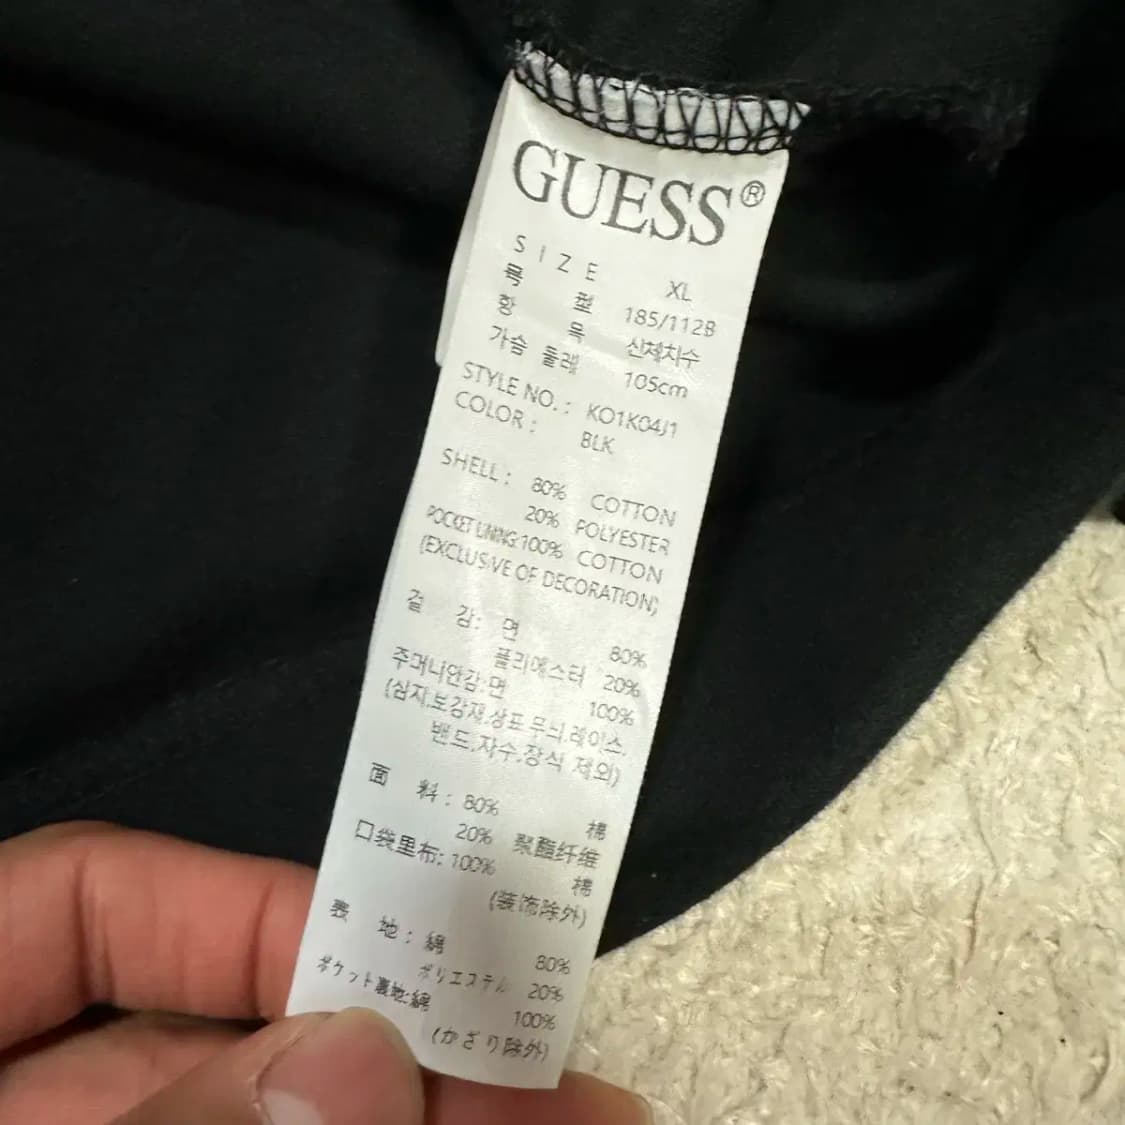 GUESS®
SIZE XL
号 型 185/112B
항 목 신체치수
가슴 둘레 105cm
STYLE NO.: KO1K04J1
COLOR: BLK
SHELL: 80% COTTON
20% POLYESTER
POCKET LINING:100% COTTON
(EXCLUSIVE OF DECORATION)
겉 감: 면 80%
폴리에스터 20%
주머니안감:면 100%
(심지,보강재,상표,무늬,레이스,
밴드,자수,장식 제외)
面 料: 80% 棉
20% 聚酯纤维
口袋里布: 100% 棉
(装饰除外)
表 地: 綿 80%
ポリエステル 20%
ポケット裏地:綿 100%
(かざり除外)